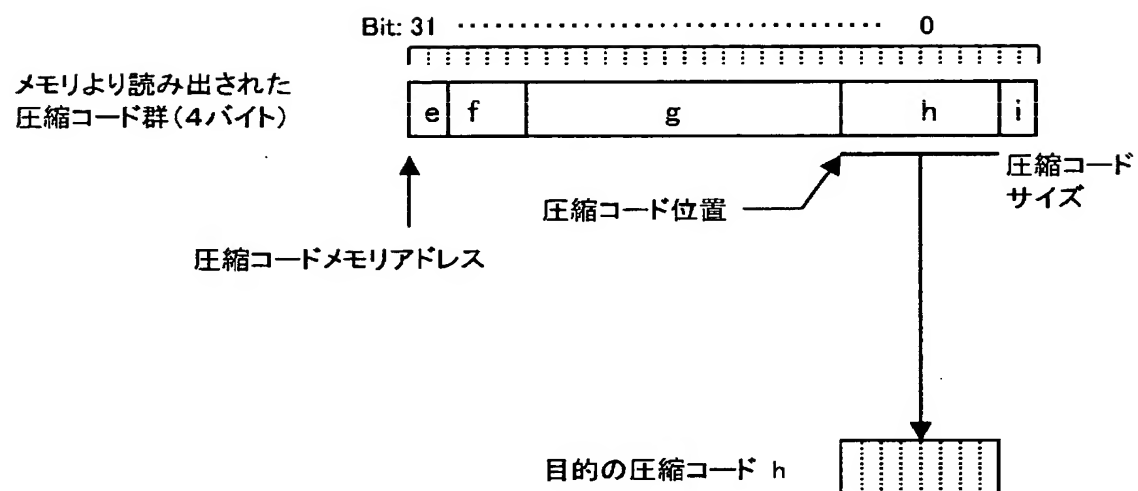 Bit: 31 ・・・・・・・・・・・・・・・・・・・・・・・・・・・・・・・・ 0
メモリより読み出された
圧縮コード群(4バイト)
e f g h i
圧縮コード
サイズ
圧縮コード位置
圧縮コードメモリアドレス
目的の圧縮コード h